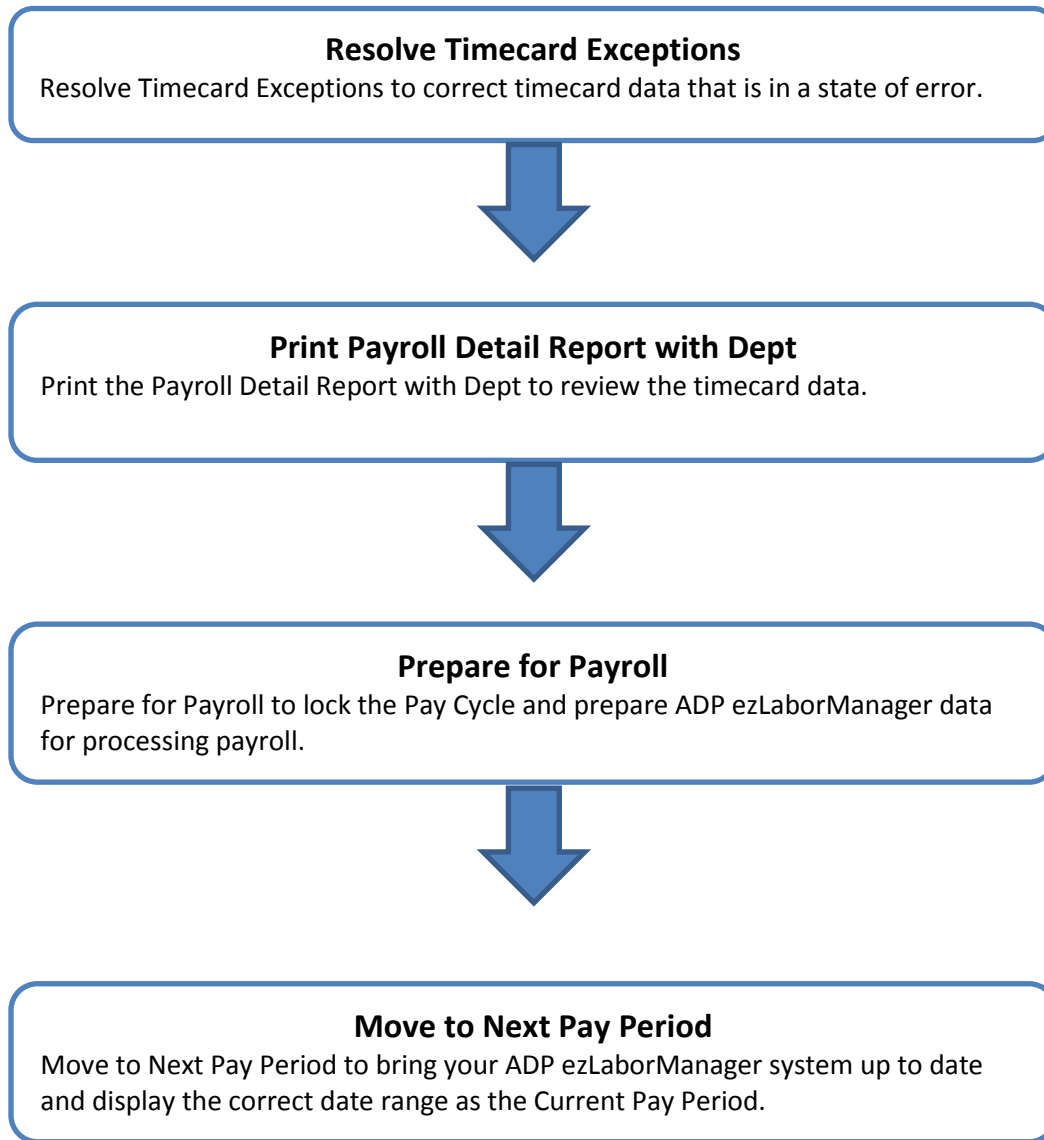 Resolve Timecard Exceptions
Resolve Timecard Exceptions to correct timecard data that is in a state of error.
Print Payroll Detail Report with Dept
Print the Payroll Detail Report with Dept to review the timecard data.
Prepare for Payroll
Prepare for Payroll to lock the Pay Cycle and prepare ADP ezLaborManager data
for processing payroll.
Move to Next Pay Period
Move to Next Pay Period to bring your ADP ezLaborManager system up to date
and display the correct date range as the Current Pay Period.